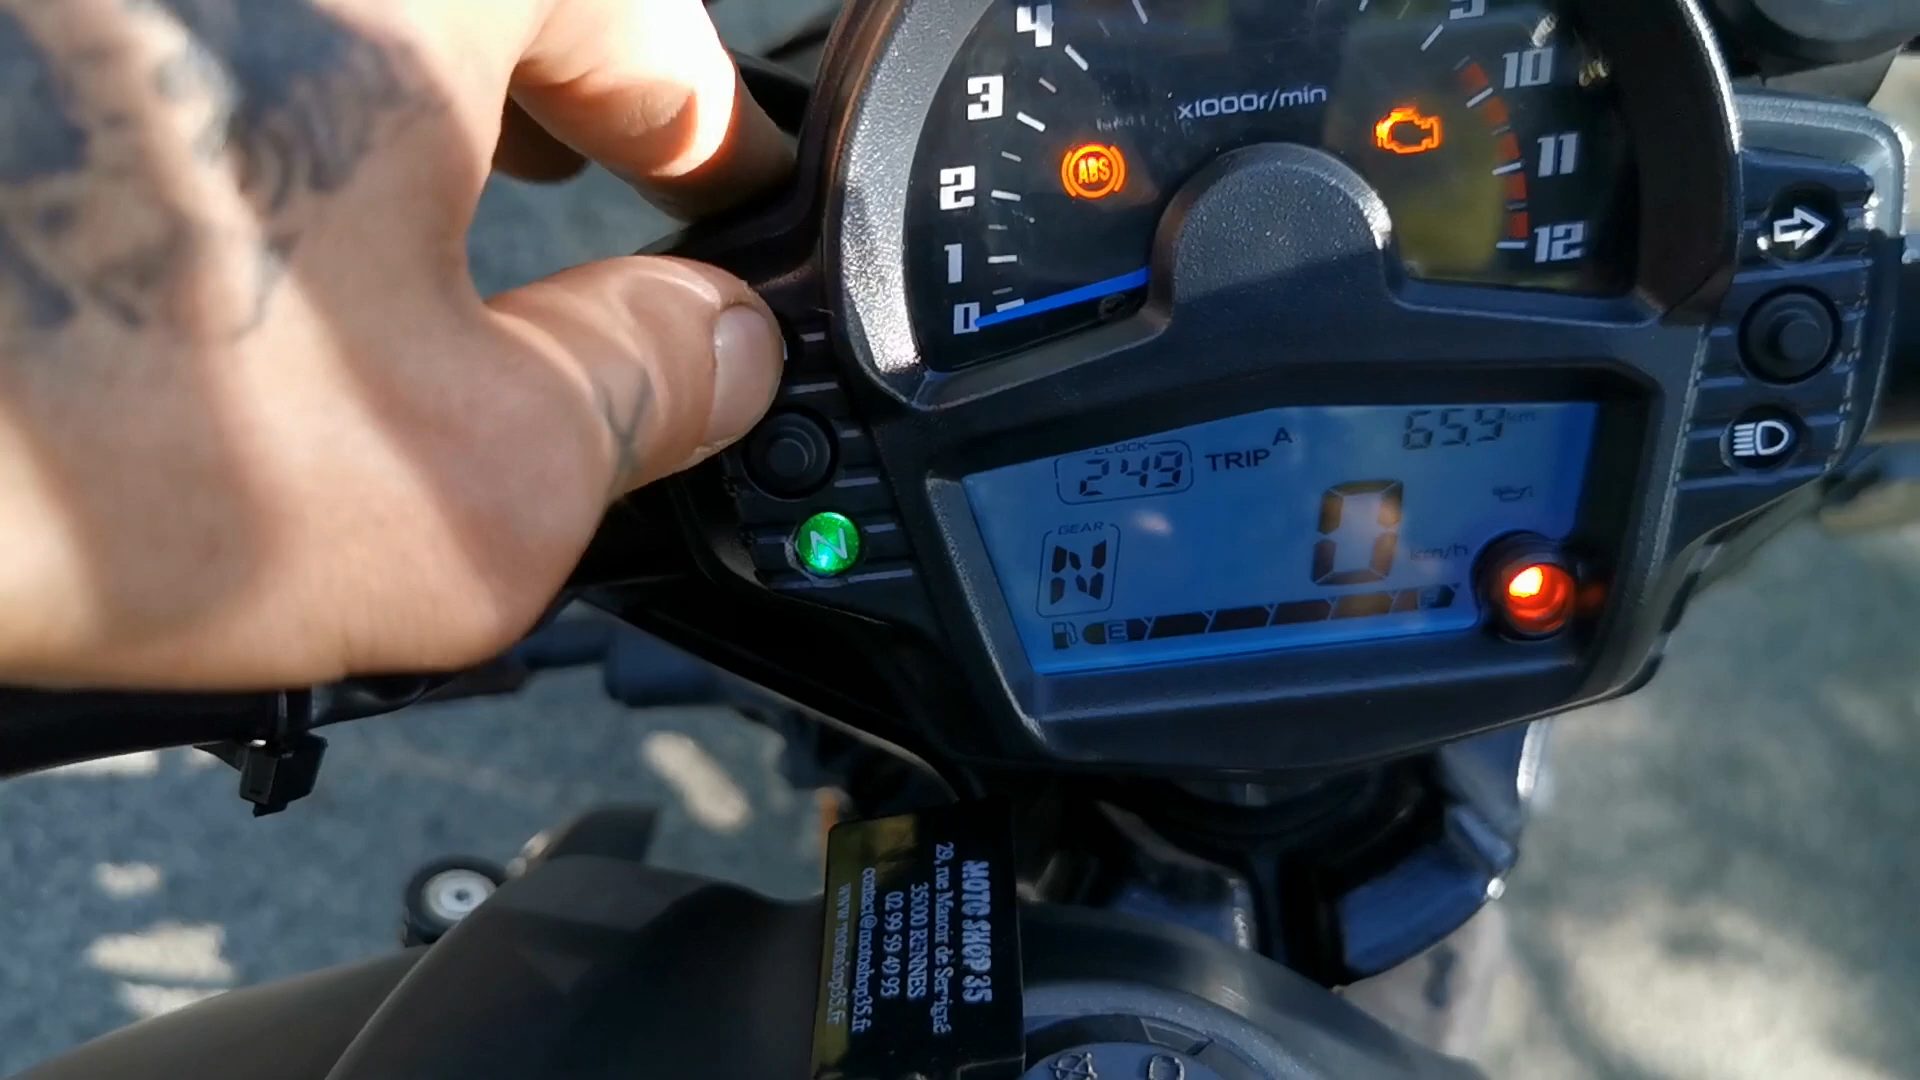 4
3
2
1
0
x1000r/min
9
10
11
12
ABS
CLOCK
2:49
TRIP A
65.9 km
GEAR
N
0 km/h
E
F
N
MOTO SHOP 35
29, rue Manoir de Servigné
35000 RENNES
02 99 59 40 93
contact@motoshop35.fr
www.motoshop35.fr